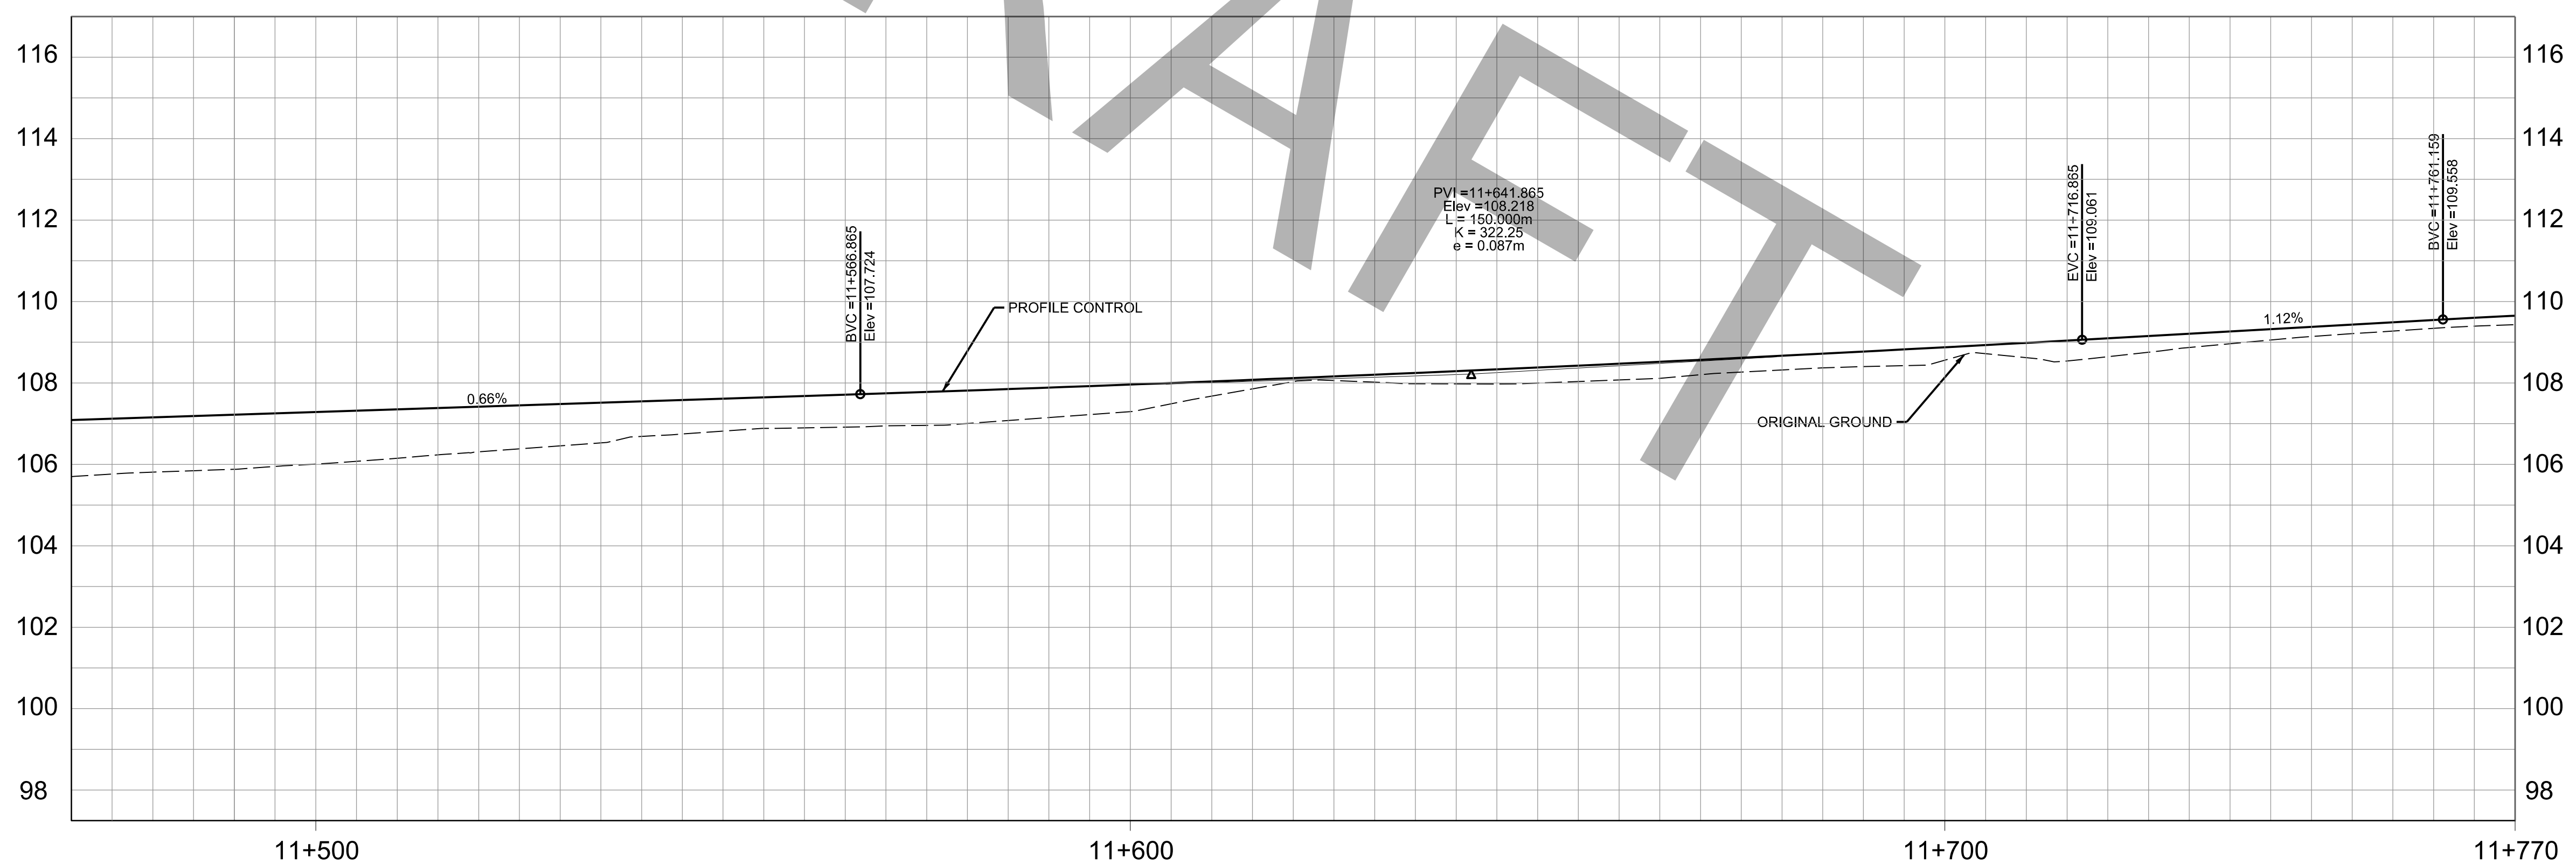 116
114
112
110
108
106
104
102
100
98
116
114
112
110
108
106
104
102
100
98
0.66%
BVC =11+566.865
Elev =107.724
PROFILE CONTROL
PVI =11+641.865
Elev =108.218
L = 150.000m
K = 322.25
e = 0.087m
ORIGINAL GROUND
EVC =11+716.865
Elev =109.061
1.12%
BVC =11+761.159
Elev =109.558
11+500
11+600
11+700
11+770
AFT